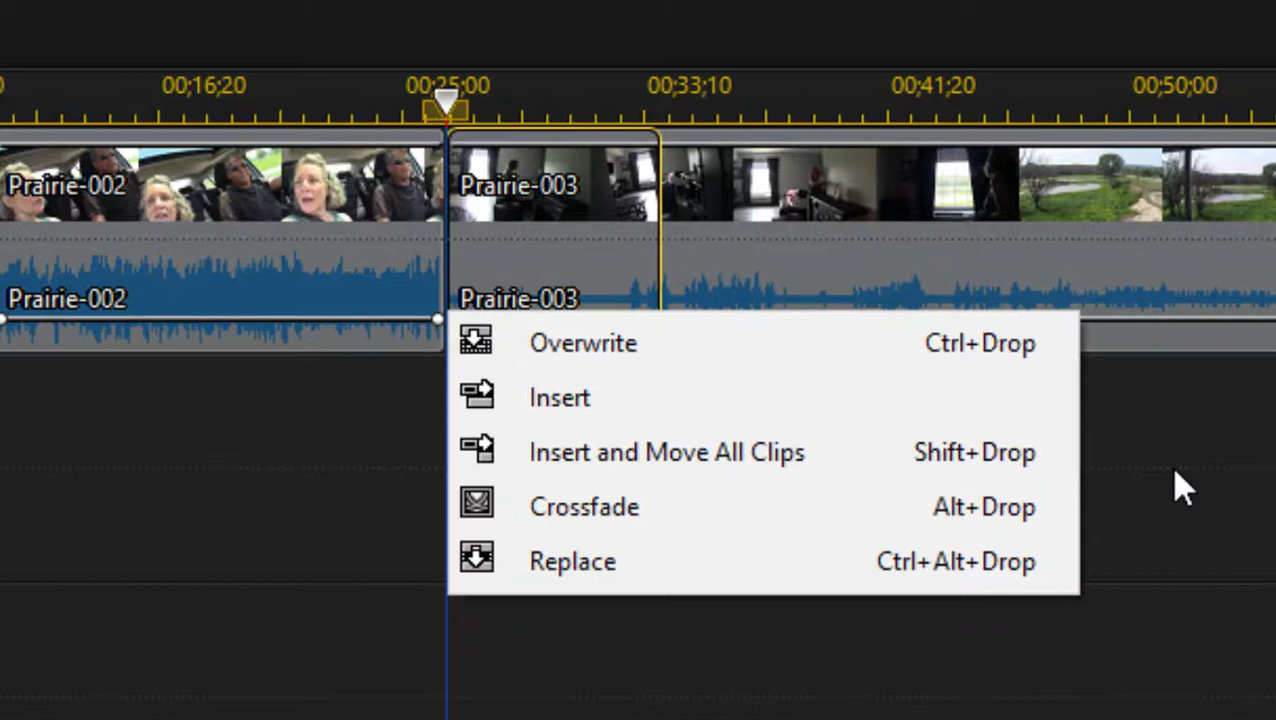 00;16;20 00;25;00 00;33;10 00;41;20 00;50;00
Prairie-002 Prairie-003
Prairie-002 Prairie-003
Overwrite Ctrl+Drop
Insert
Insert and Move All Clips Shift+Drop
Crossfade Alt+Drop
Replace Ctrl+Alt+Drop